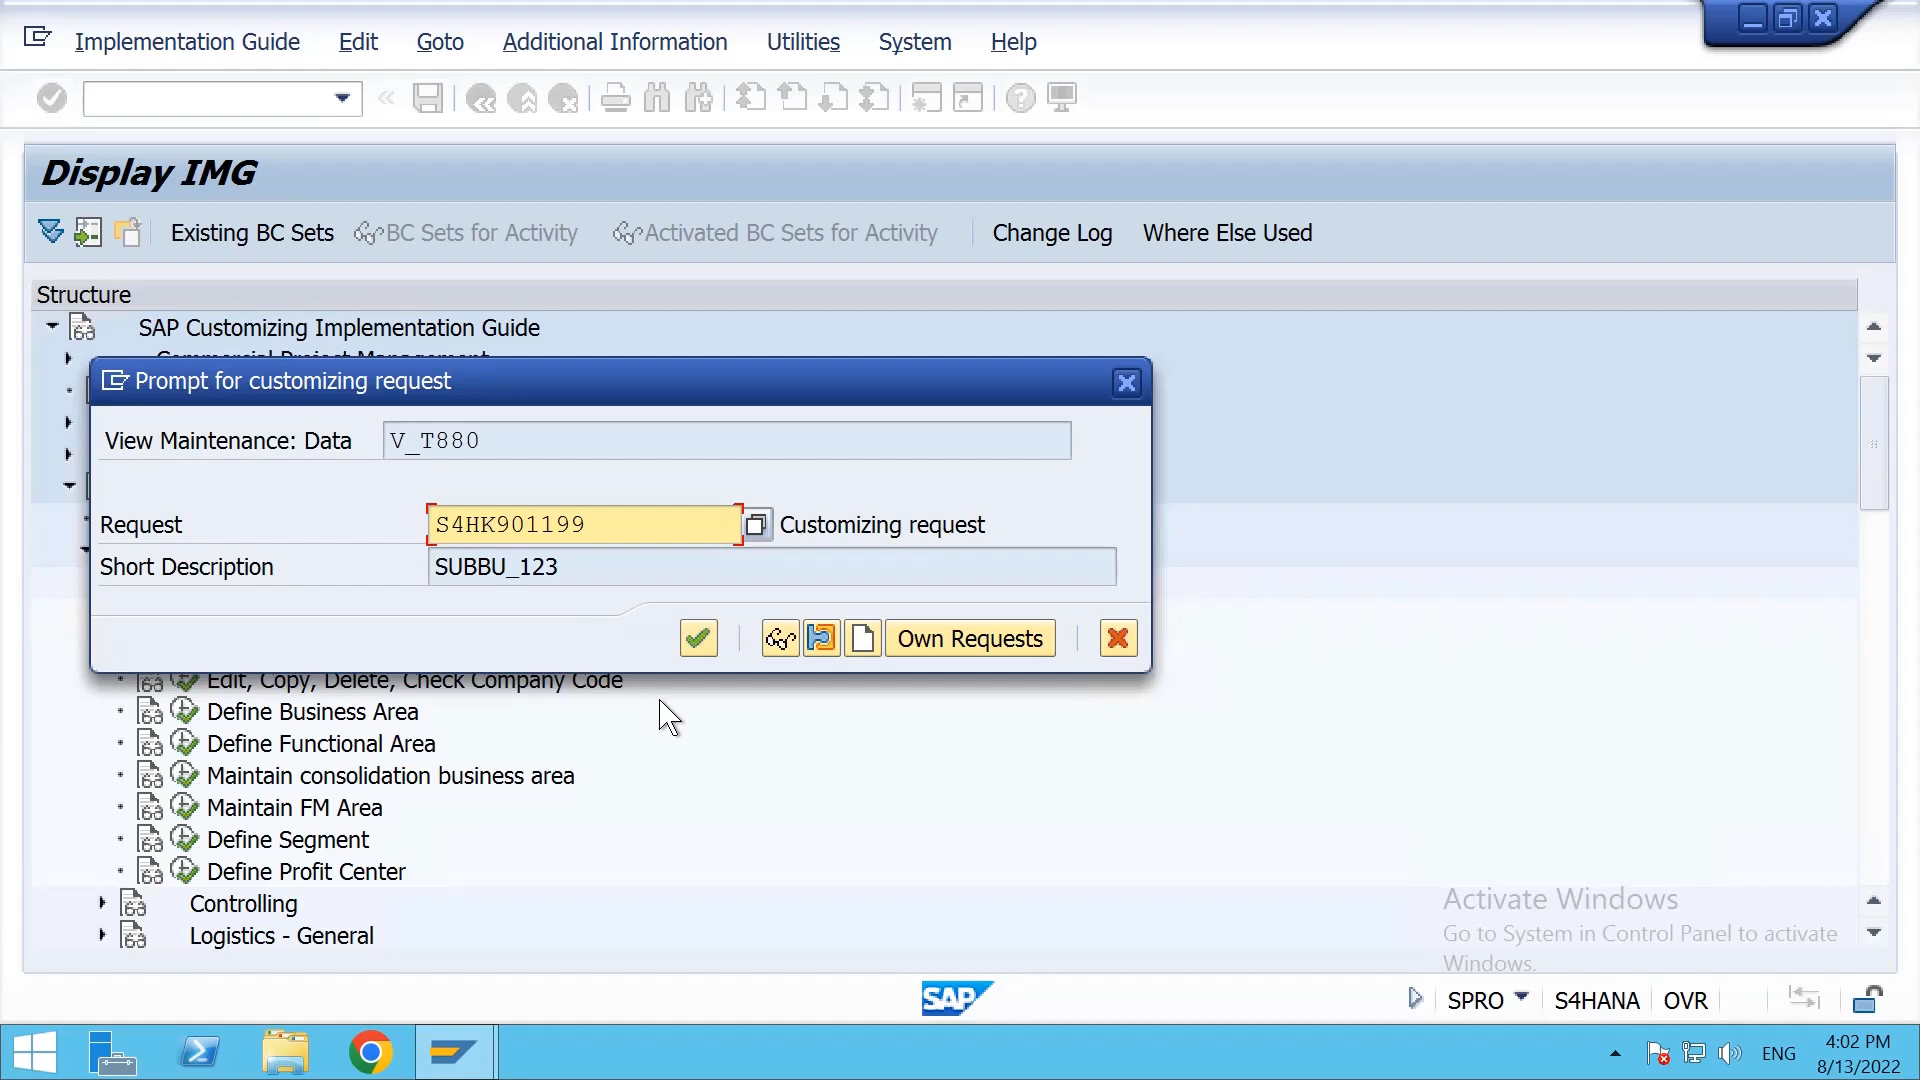 Implementation Guide Edit Goto Additional Information Utilities System Help
Display IMG
Existing BC Sets BC Sets for Activity Activated BC Sets for Activity Change Log Where Else Used
Structure
SAP Customizing Implementation Guide
Commercial Project Management
Prompt for customizing request
View Maintenance: Data V_T880
Request S4HK901199 Customizing request
Short Description SUBBU_123
Own Requests
Edit, Copy, Delete, Check Company Code
Define Business Area
Define Functional Area
Maintain consolidation business area
Maintain FM Area
Define Segment
Define Profit Center
Controlling
Logistics - General
Activate Windows
Go to System in Control Panel to activate
Windows.
SAP SPRO S4HANA OVR
ENG 4:02 PM
8/13/2022